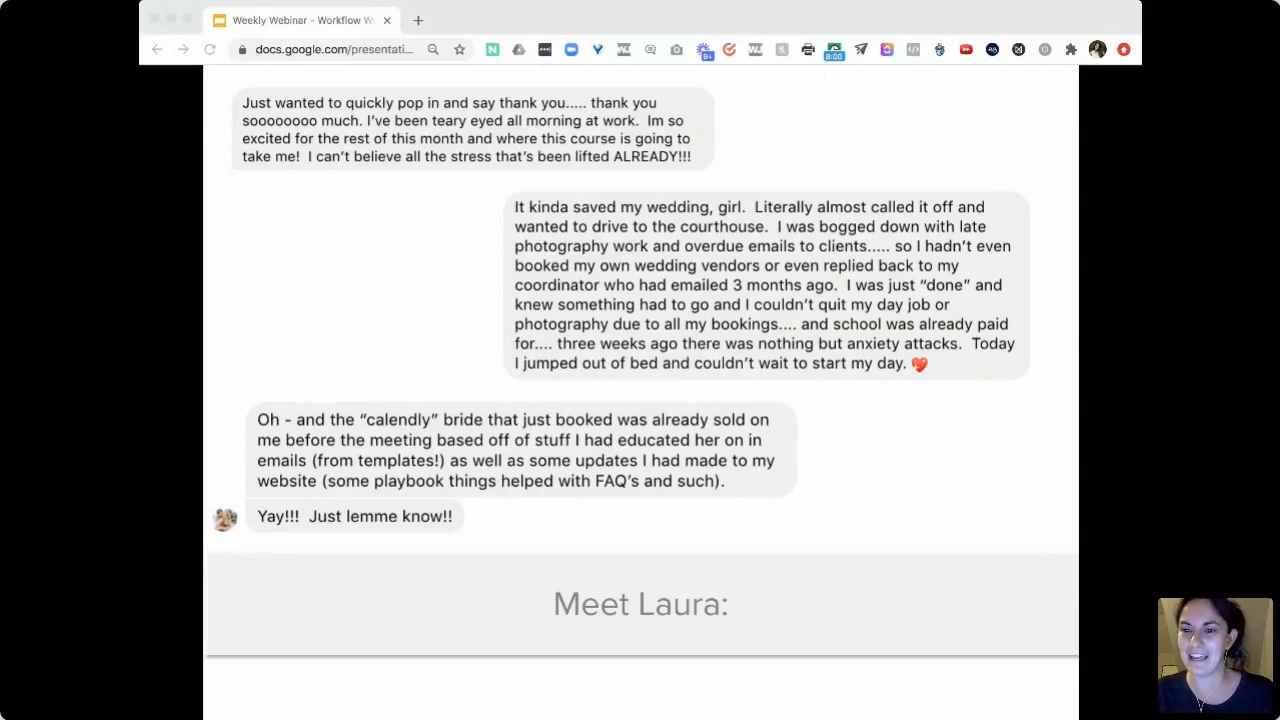 Weekly Webinar - Workflow W
docs.google.com/presentati...
9+
8:00
Just wanted to quickly pop in and say thank you..... thank you
soooooooo much. I've been teary eyed all morning at work.  Im so
excited for the rest of this month and where this course is going to
take me!  I can't believe all the stress that's been lifted ALREADY!!!
It kinda saved my wedding, girl.  Literally almost called it off and
wanted to drive to the courthouse.  I was bogged down with late
photography work and overdue emails to clients..... so I hadn't even
booked my own wedding vendors or even replied back to my
coordinator who had emailed 3 months ago.  I was just “done” and
knew something had to go and I couldn't quit my day job or
photography due to all my bookings.... and school was already paid
for.... three weeks ago there was nothing but anxiety attacks.  Today
I jumped out of bed and couldn't wait to start my day.
Oh - and the “calendly” bride that just booked was already sold on
me before the meeting based off of stuff I had educated her on in
emails (from templates!) as well as some updates I had made to my
website (some playbook things helped with FAQ's and such).
Yay!!!  Just lemme know!!
Meet Laura: